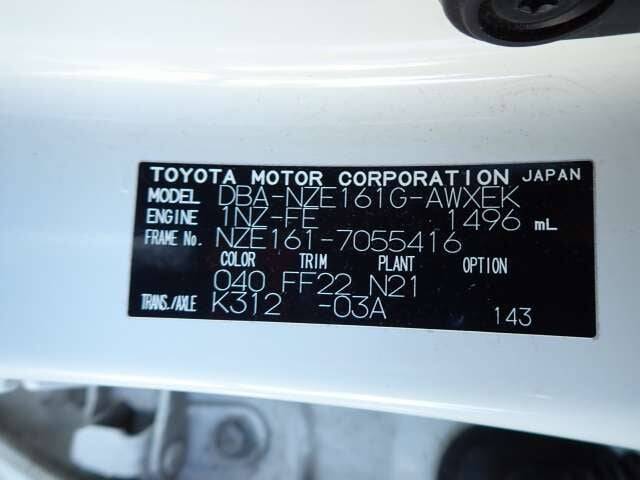 TOYOTA MOTOR CORPORATION JAPAN
MODEL DBA-NZE161G-AWXEK
ENGINE 1NZ-FE 1496 mL
FRAME No. NZE161-7055416
COLOR TRIM PLANT OPTION
040 FF22 N21
TRANS./AXLE K312 -03A 143